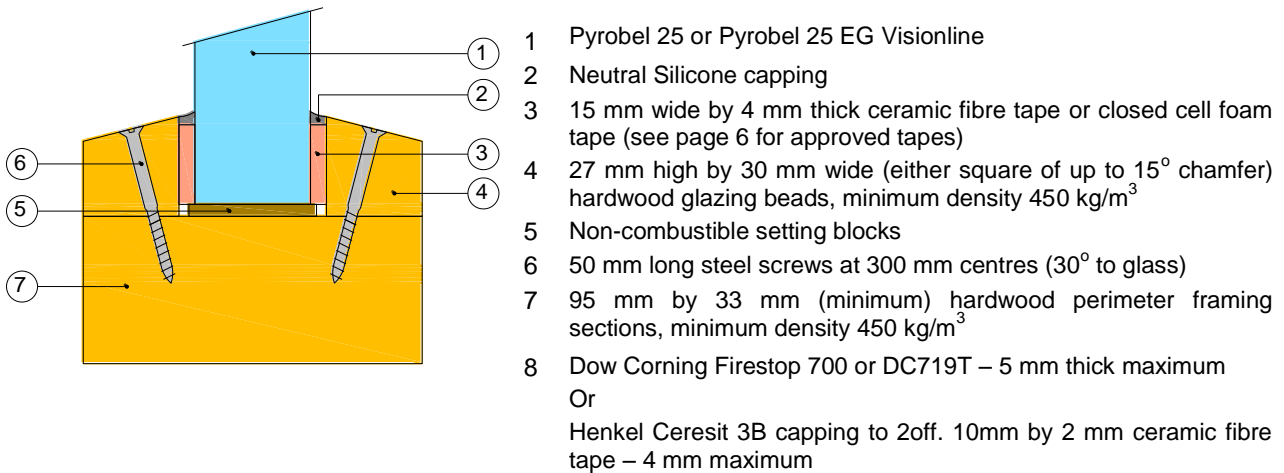 1
2
3
4
5
6
7
1 Pyrobel 25 or Pyrobel 25 EG Visionline
2 Neutral Silicone capping
3 15 mm wide by 4 mm thick ceramic fibre tape or closed cell foam
tape (see page 6 for approved tapes)
4 27 mm high by 30 mm wide (either square of up to 15° chamfer)
hardwood glazing beads, minimum density 450 kg/m³
5 Non-combustible setting blocks
6 50 mm long steel screws at 300 mm centres (30° to glass)
7 95 mm by 33 mm (minimum) hardwood perimeter framing
sections, minimum density 450 kg/m³
8 Dow Corning Firestop 700 or DC719T – 5 mm thick maximum
Or
Henkel Ceresit 3B capping to 2off. 10mm by 2 mm ceramic fibre
tape – 4 mm maximum